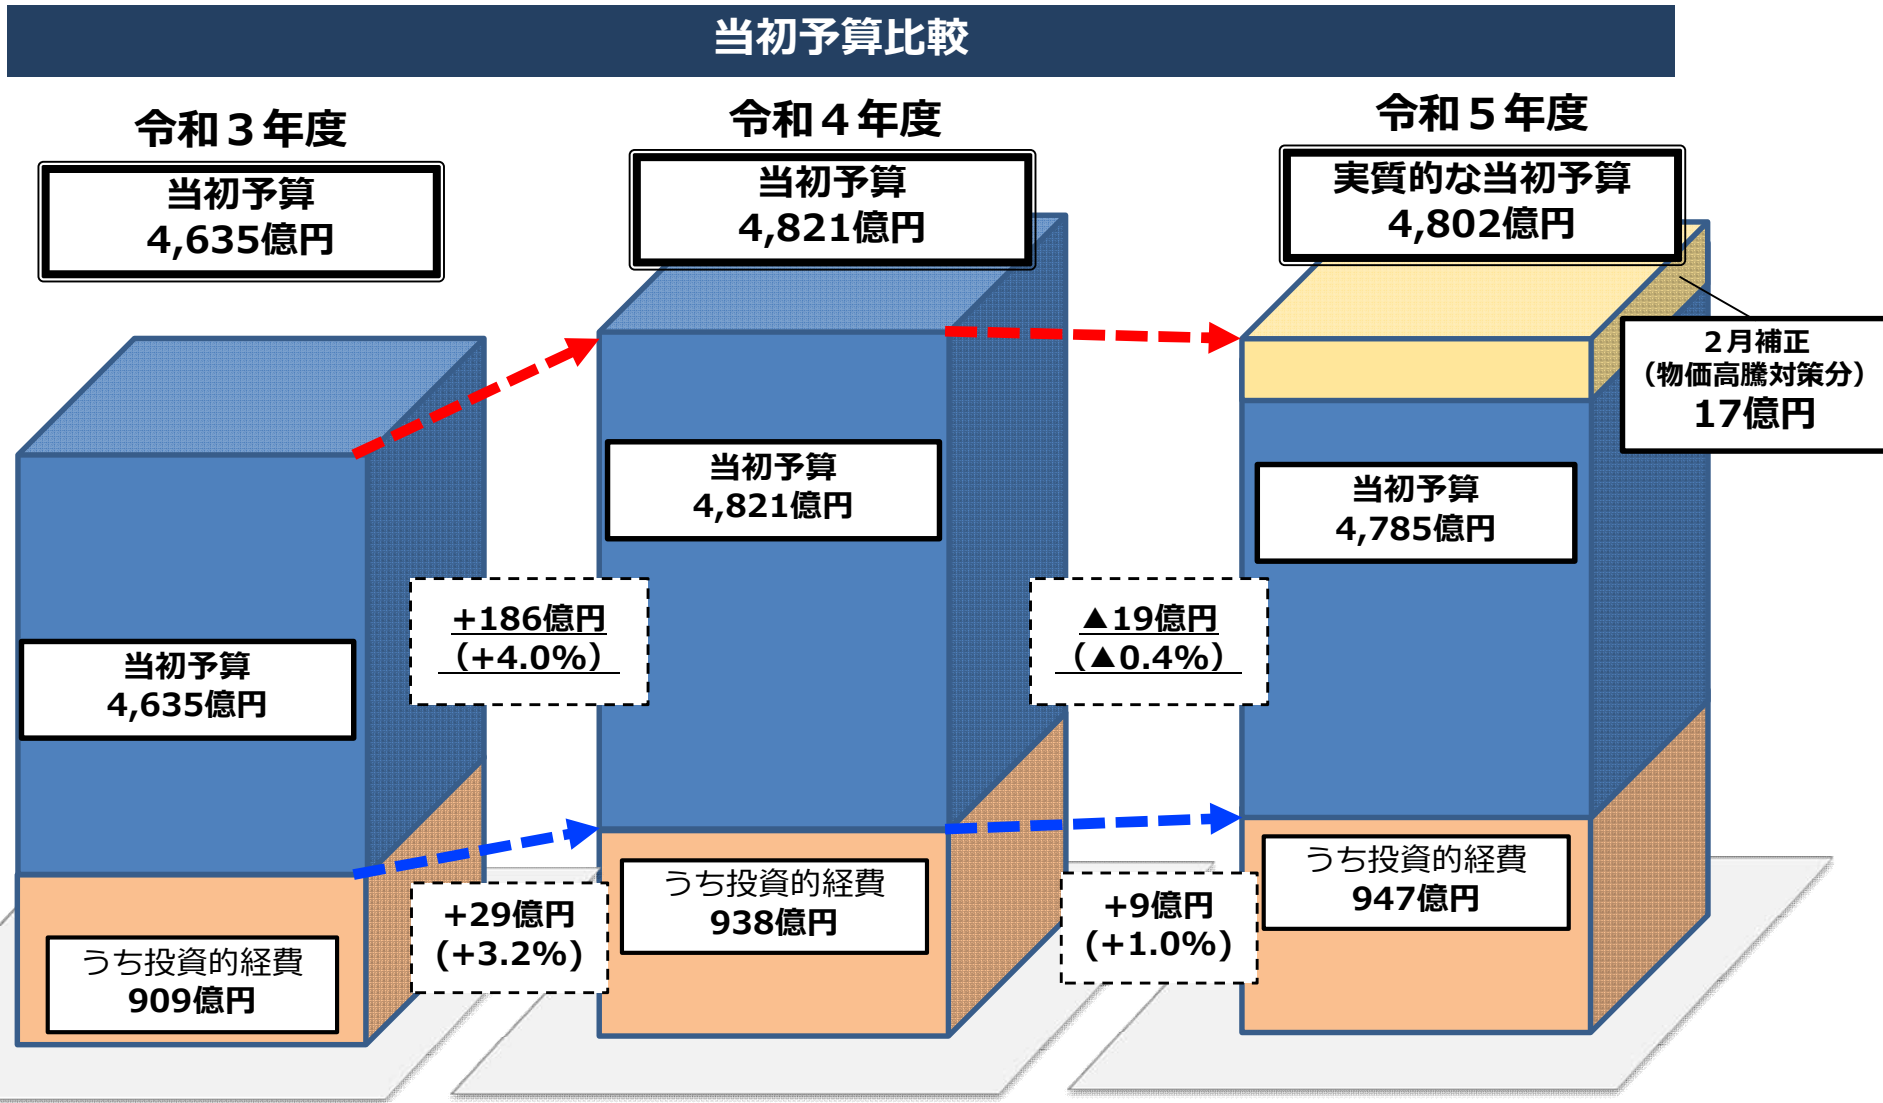 当初予算比較
令和３年度
当初予算
4,635億円
当初予算
4,635億円
うち投資的経費
909億円
+186億円
（+4.0%）
+29億円
(+3.2%)
令和４年度
当初予算
4,821億円
当初予算
4,821億円
うち投資的経費
938億円
▲19億円
（▲0.4%）
+9億円
(+1.0%)
令和５年度
実質的な当初予算
4,802億円
２月補正
（物価高騰対策分）
17億円
当初予算
4,785億円
うち投資的経費
947億円